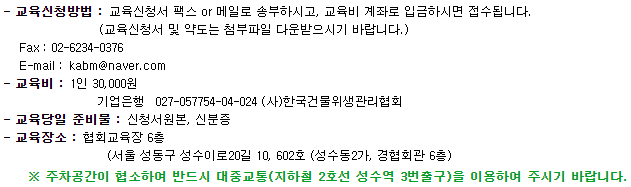 - 교육신청방법 : 교육신청서 팩스 or 메일로 송부하시고, 교육비 계좌로 입금하시면 접수됩니다.
(교육신청서 및 약도는 첨부파일 다운받으시기 바랍니다.)
Fax : 02-6234-0376
E-mail : kabm@naver.com
- 교육비 : 1인 30,000원
기업은행 027-057754-04-024 (사)한국건물위생관리협회
- 교육당일 준비물 : 신청서원본, 신분증
- 교육장소 : 협회교육장 6층
(서울 성동구 성수이로20길 10, 602호 (성수동2가, 경협회관 6층)
※ 주차공간이 협소하여 반드시 대중교통(지하철 2호선 성수역 3번출구)을 이용하여 주시기 바랍니다.